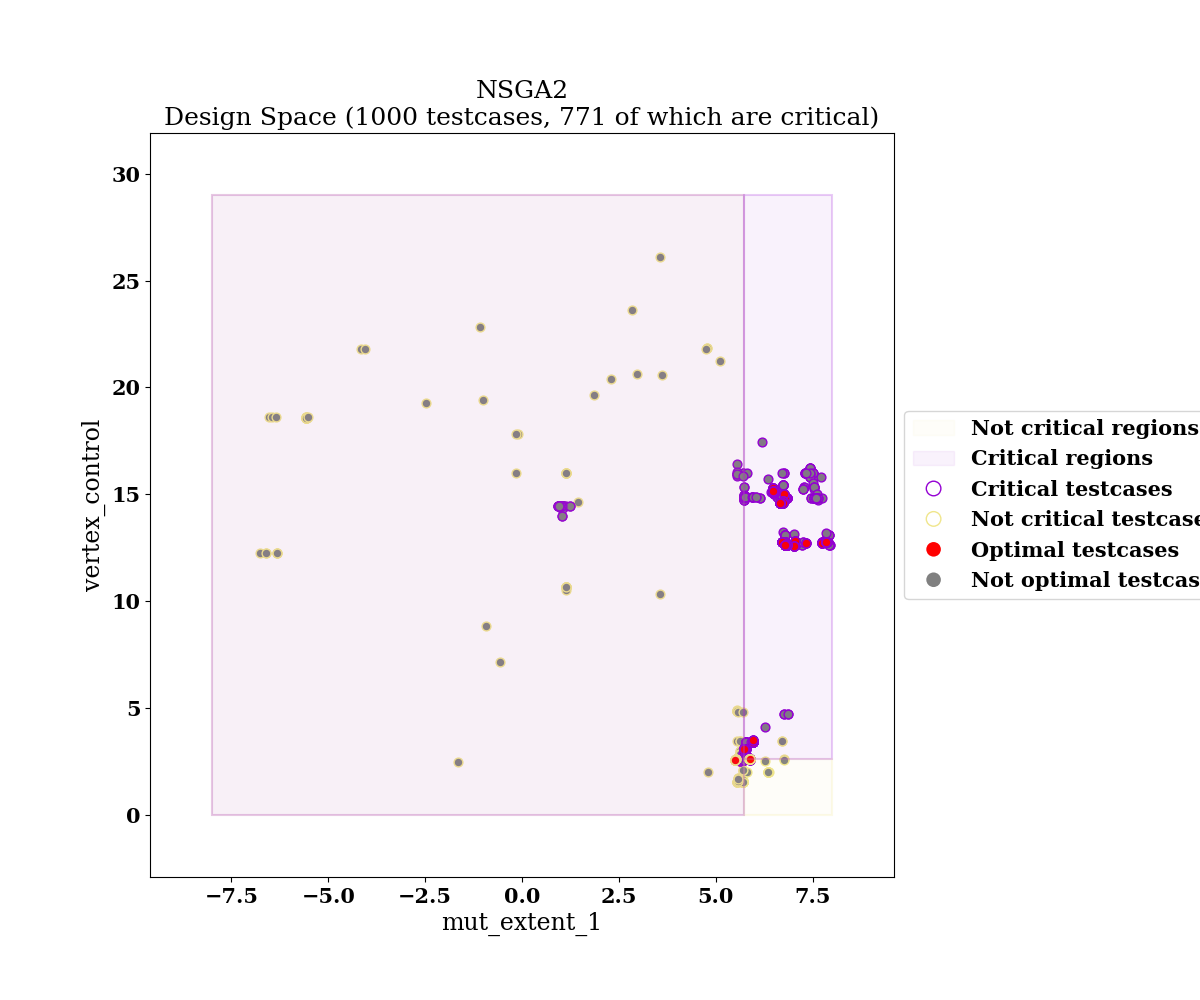 NSGA2
Design Space (1000 testcases, 771 of which are critical)
30
25
20
15
10
5
0
vertex_control
−7.5 −5.0 −2.5 0.0 2.5 5.0 7.5
mut_extent_1
Not critical regions
Critical regions
Critical testcases
Not critical testcase
Optimal testcases
Not optimal testcas